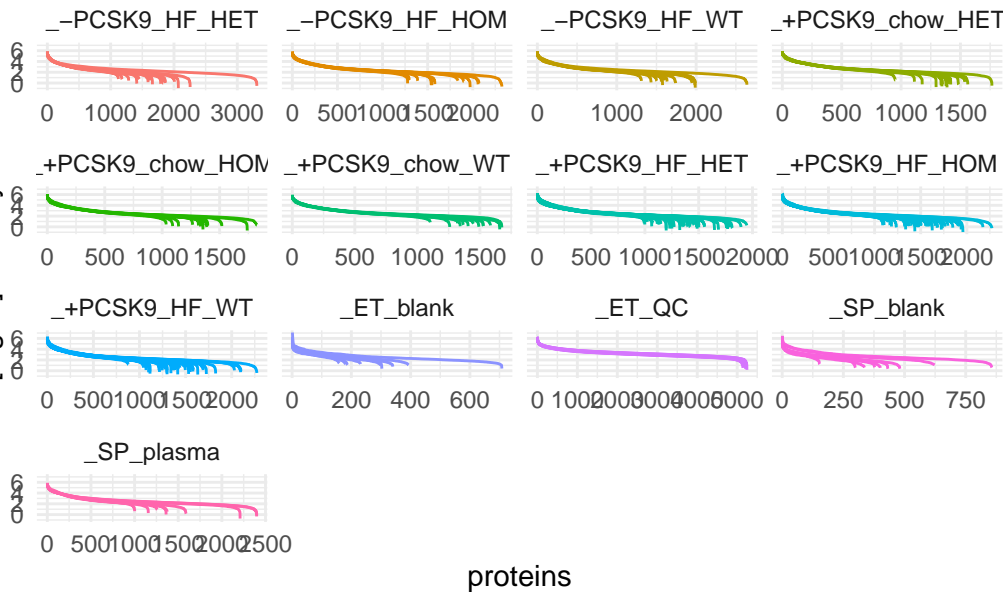 _−PCSK9_HF_HET _−PCSK9_HF_HOM _−PCSK9_HF_WT _+PCSK9_chow_HET
6 4 2 0
0 1000 2000 3000 0 500 1000 1500 2000 0 1000 2000 0 500 1000 1500
_+PCSK9_chow_HOM _+PCSK9_chow_WT _+PCSK9_HF_HET _+PCSK9_HF_HOM
6 4 2 0
0 500 1000 1500 0 500 1000 1500 0 500 1000 1500 2000 0 500 1000 1500 2000
_+PCSK9_HF_WT _ET_blank _ET_QC _SP_blank
6 4 2 0
0 500 1000 1500 2000 0 200 400 600 0 1000 2000 3000 4000 5000 0 250 500 750
_SP_plasma
6 4 2 0
0 500 1000 1500 2000 2500
proteins